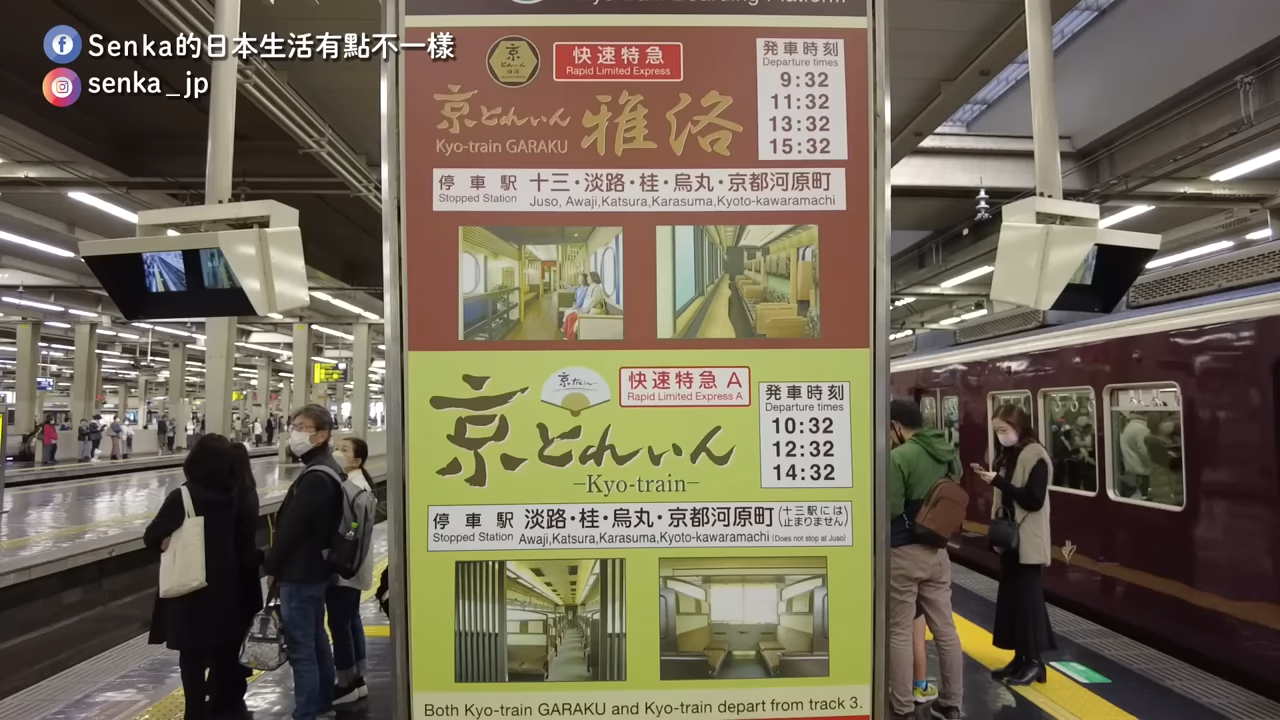 Senka的日本生活有點不一樣
senka_jp
Kyo-train Boarding Platform
快速特急
Rapid Limited Express
京とれいん 雅洛
Kyo-train GARAKU
発車時刻
Departure times
9:32
11:32
13:32
15:32
停車駅 十三・淡路・桂・烏丸・京都河原町
Stopped Station Juso, Awaji,Katsura,Karasuma,Kyoto-kawaramachi
京とれいん
快速特急 A
Rapid Limited Express A
京とれいん
–Kyo-train–
発車時刻
Departure times
10:32
12:32
14:32
停車駅 淡路・桂・烏丸・京都河原町(十三駅には止まりません)
Stopped Station Awaji,Katsura,Karasuma,Kyoto-kawaramachi (Does not stop at Juso)
Both Kyo-train GARAKU and Kyo-train depart from track 3.